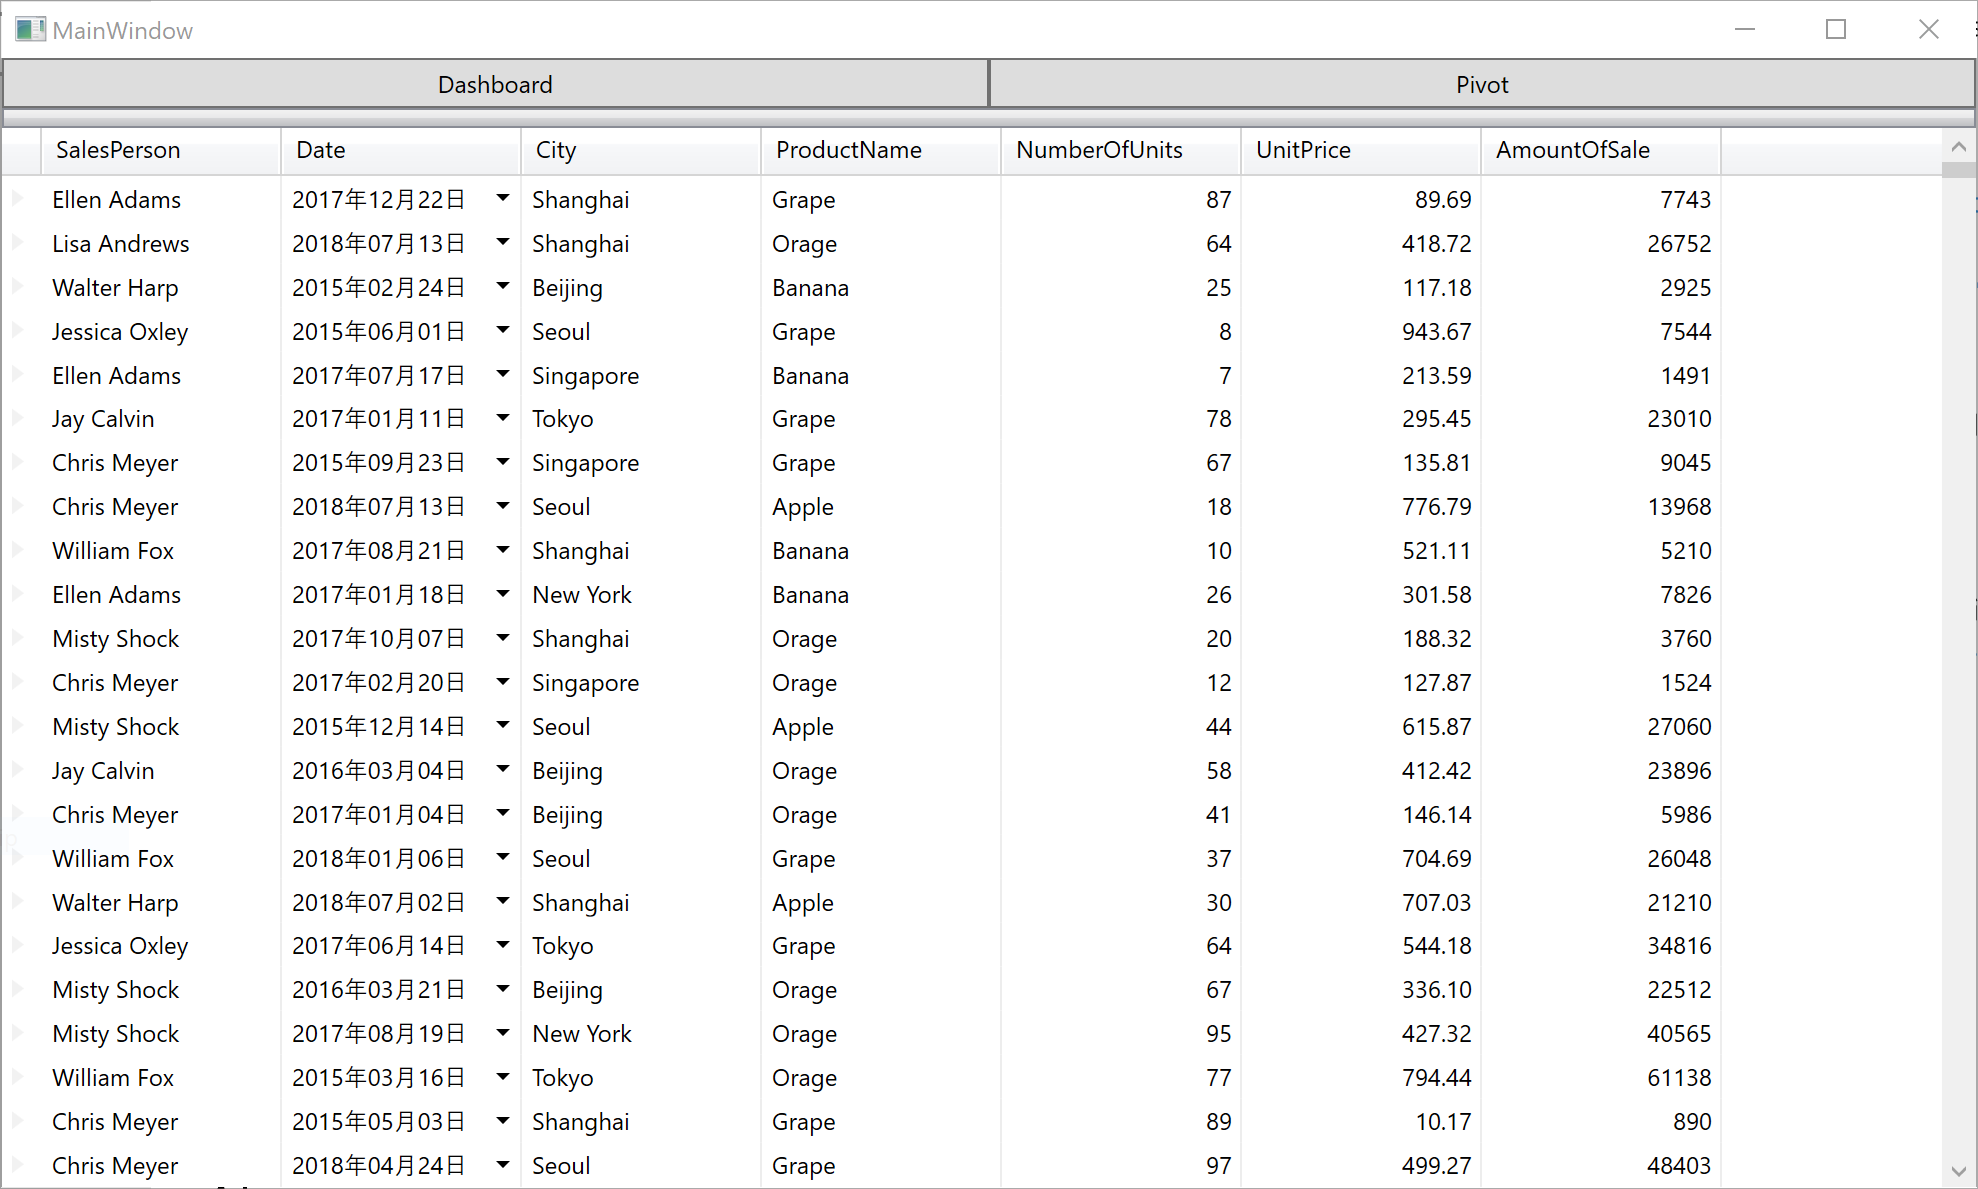 MainWindow
Dashboard Pivot
SalesPerson Date City ProductName NumberOfUnits UnitPrice AmountOfSale
Ellen Adams 2017年12月22日 Shanghai Grape 87 89.69 7743
Lisa Andrews 2018年07月13日 Shanghai Orage 64 418.72 26752
Walter Harp 2015年02月24日 Beijing Banana 25 117.18 2925
Jessica Oxley 2015年06月01日 Seoul Grape 8 943.67 7544
Ellen Adams 2017年07月17日 Singapore Banana 7 213.59 1491
Jay Calvin 2017年01月11日 Tokyo Grape 78 295.45 23010
Chris Meyer 2015年09月23日 Singapore Grape 67 135.81 9045
Chris Meyer 2018年07月13日 Seoul Apple 18 776.79 13968
William Fox 2017年08月21日 Shanghai Banana 10 521.11 5210
Ellen Adams 2017年01月18日 New York Banana 26 301.58 7826
Misty Shock 2017年10月07日 Shanghai Orage 20 188.32 3760
Chris Meyer 2017年02月20日 Singapore Orage 12 127.87 1524
Misty Shock 2015年12月14日 Seoul Apple 44 615.87 27060
Jay Calvin 2016年03月04日 Beijing Orage 58 412.42 23896
Chris Meyer 2017年01月04日 Beijing Orage 41 146.14 5986
William Fox 2018年01月06日 Seoul Grape 37 704.69 26048
Walter Harp 2018年07月02日 Shanghai Apple 30 707.03 21210
Jessica Oxley 2017年06月14日 Tokyo Grape 64 544.18 34816
Misty Shock 2016年03月21日 Beijing Orage 67 336.10 22512
Misty Shock 2017年08月19日 New York Orage 95 427.32 40565
William Fox 2015年03月16日 Tokyo Orage 77 794.44 61138
Chris Meyer 2015年05月03日 Shanghai Grape 89 10.17 890
Chris Meyer 2018年04月24日 Seoul Grape 97 499.27 48403